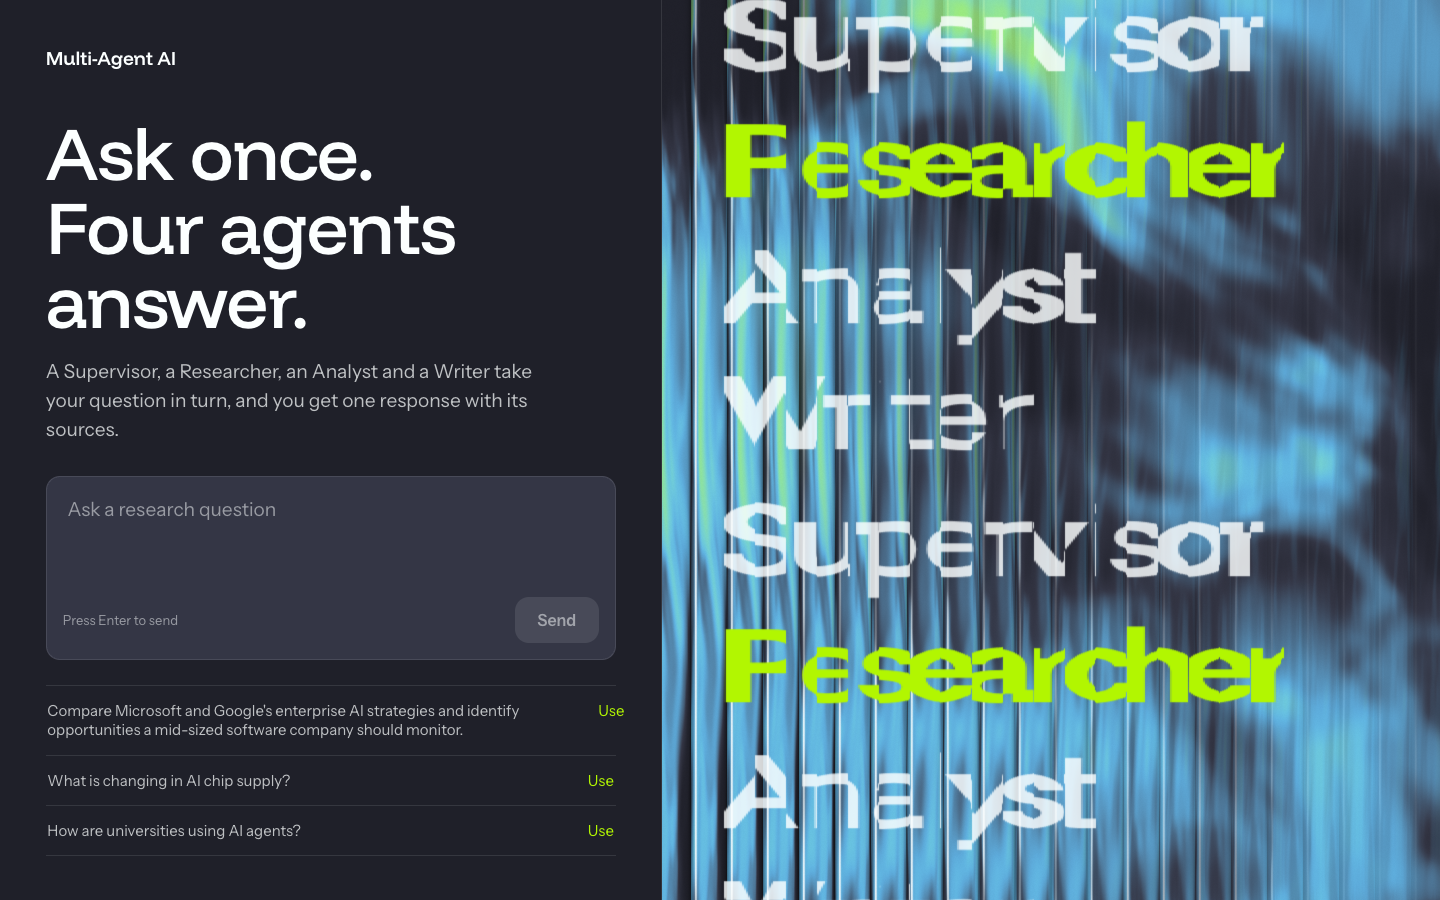 Multi-Agent AI
Ask once.
Four agents
answer.
A Supervisor, a Researcher, an Analyst and a Writer take
your question in turn, and you get one response with its
sources.
Ask a research question
Press Enter to send
Send
Compare Microsoft and Google's enterprise AI strategies and identify
opportunities a mid-sized software company should monitor.
Use
What is changing in AI chip supply?
Use
How are universities using AI agents?
Use
Supervisor
Researcher
Analyst
Writer
Supervisor
Researcher
Analyst